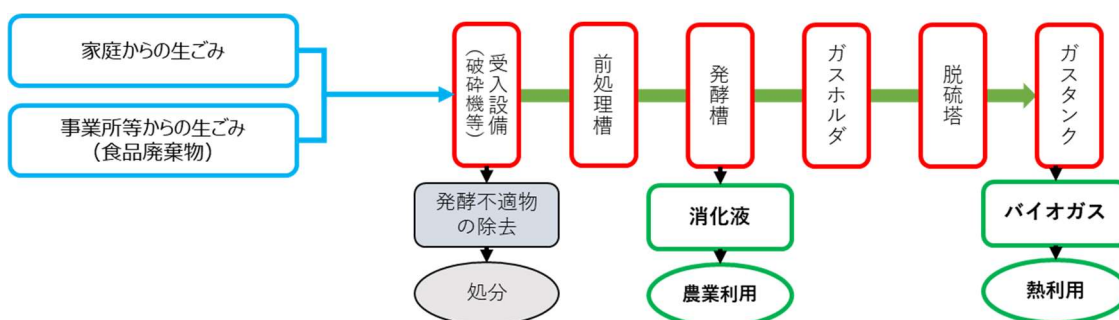 家庭からの生ごみ
事業所等からの生ごみ
（食品廃棄物）
受入設備
（破砕機等）
前処理槽
発酵槽
ガスホルダ
脱硫塔
ガスタンク
発酵不適物
の除去
処分
消化液
農業利用
バイオガス
熱利用